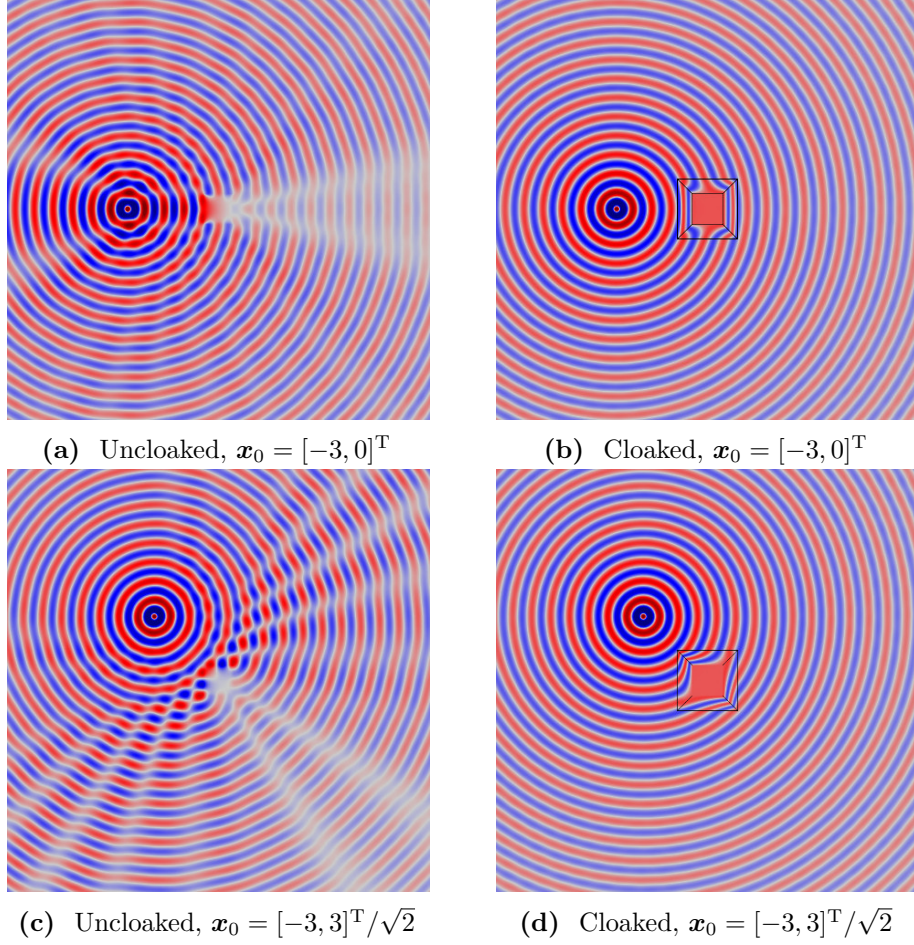 (a) Uncloaked, 𝒙₀ = [−3, 0]ᵀ
(b) Cloaked, 𝒙₀ = [−3, 0]ᵀ
(c) Uncloaked, 𝒙₀ = [−3, 3]ᵀ/√2
(d) Cloaked, 𝒙₀ = [−3, 3]ᵀ/√2